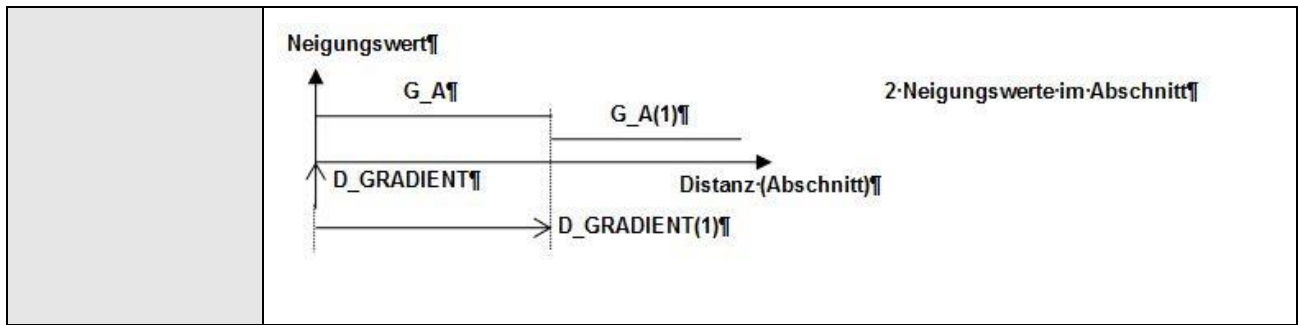 Neigungswert¶
G_A¶
2·Neigungswerte·im·Abschnitt¶
G_A(1)¶
D_GRADIENT¶
Distanz·(Abschnitt)¶
D_GRADIENT(1)¶